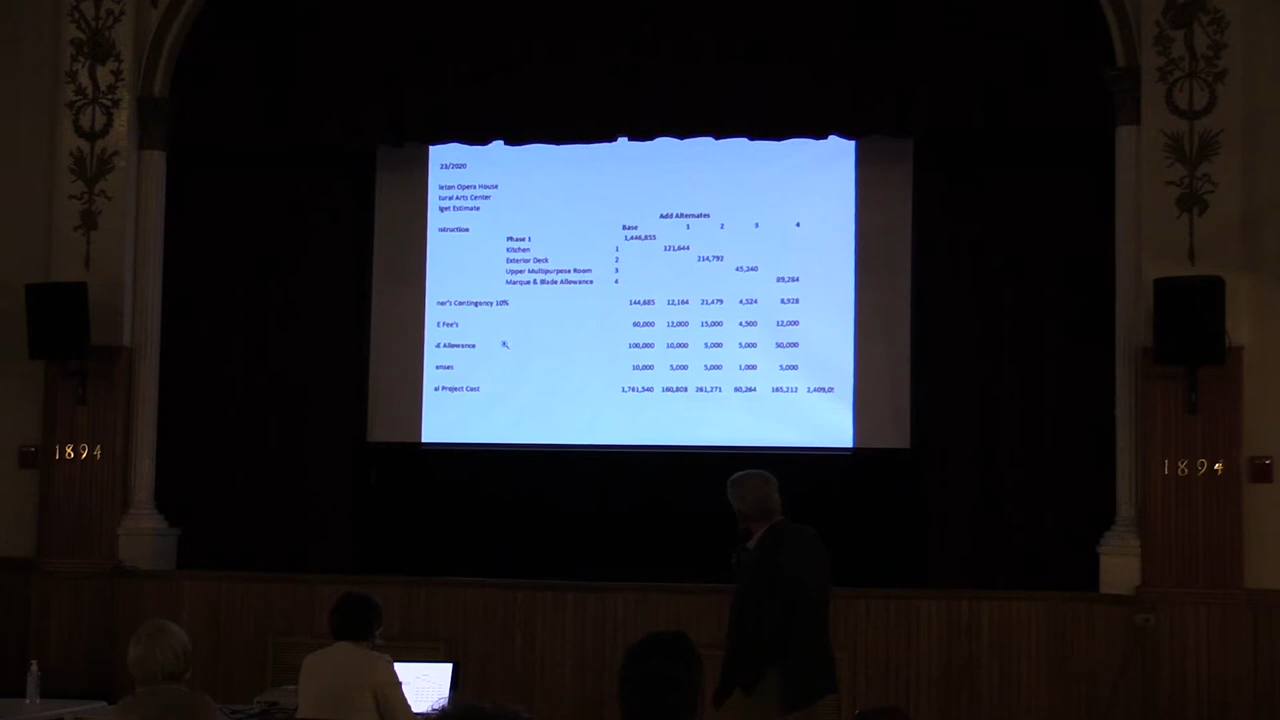 23/2020
leton Opera House
tural Arts Center
lget Estimate
Add Alternates
nstruction Base 1 2 3 4
Phase 1 1,446,855
Kitchen 1 121,644
Exterior Deck 2 214,792
Upper Multipurpose Room 3 45,240
Marque & Blade Allowance 4 89,284
ner's Contingency 10% 144,685 12,164 21,479 4,524 8,928
E Fee's 60,000 12,000 15,000 4,500 12,000
E Allowance 100,000 10,000 5,000 5,000 50,000
enses 10,000 5,000 5,000 1,000 5,000
al Project Cost 1,761,540 160,808 261,271 60,264 165,212 2,409,0
1894
1894